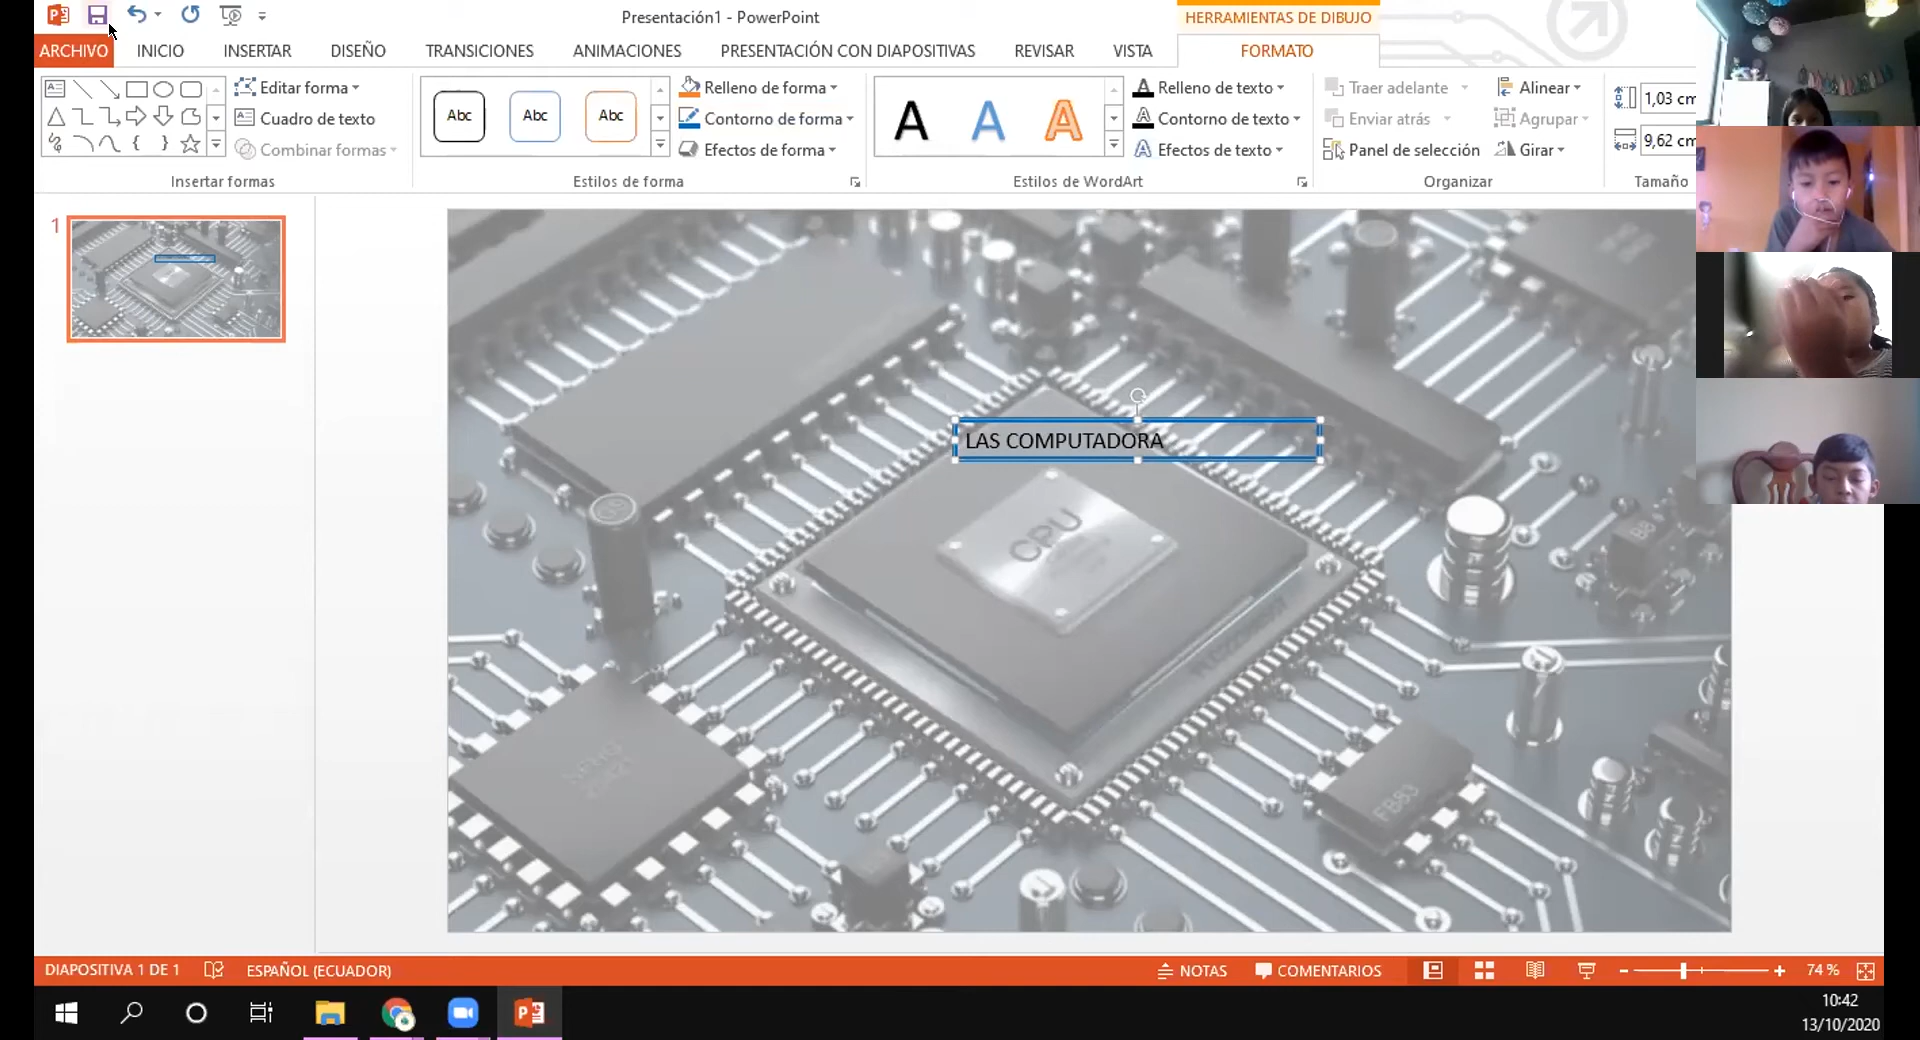 Presentación1 - PowerPoint
HERRAMIENTAS DE DIBUJO
ARCHIVO INICIO INSERTAR DISEÑO TRANSICIONES ANIMACIONES PRESENTACIÓN CON DIAPOSITIVAS REVISAR VISTA FORMATO
Editar forma
Cuadro de texto
Combinar formas
Insertar formas
Abc Abc Abc
Relleno de forma
Contorno de forma
Efectos de forma
Estilos de forma
A A A
Relleno de texto
Contorno de texto
Efectos de texto
Estilos de WordArt
Traer adelante
Enviar atrás
Panel de selección
Alinear
Agrupar
Girar
Organizar
1,03 cm
9,62 cm
Tamaño
1
LAS COMPUTADORA
CPU
FB83
DIAPOSITIVA 1 DE 1 ESPAÑOL (ECUADOR) NOTAS COMENTARIOS 74 %
10:42
13/10/2020